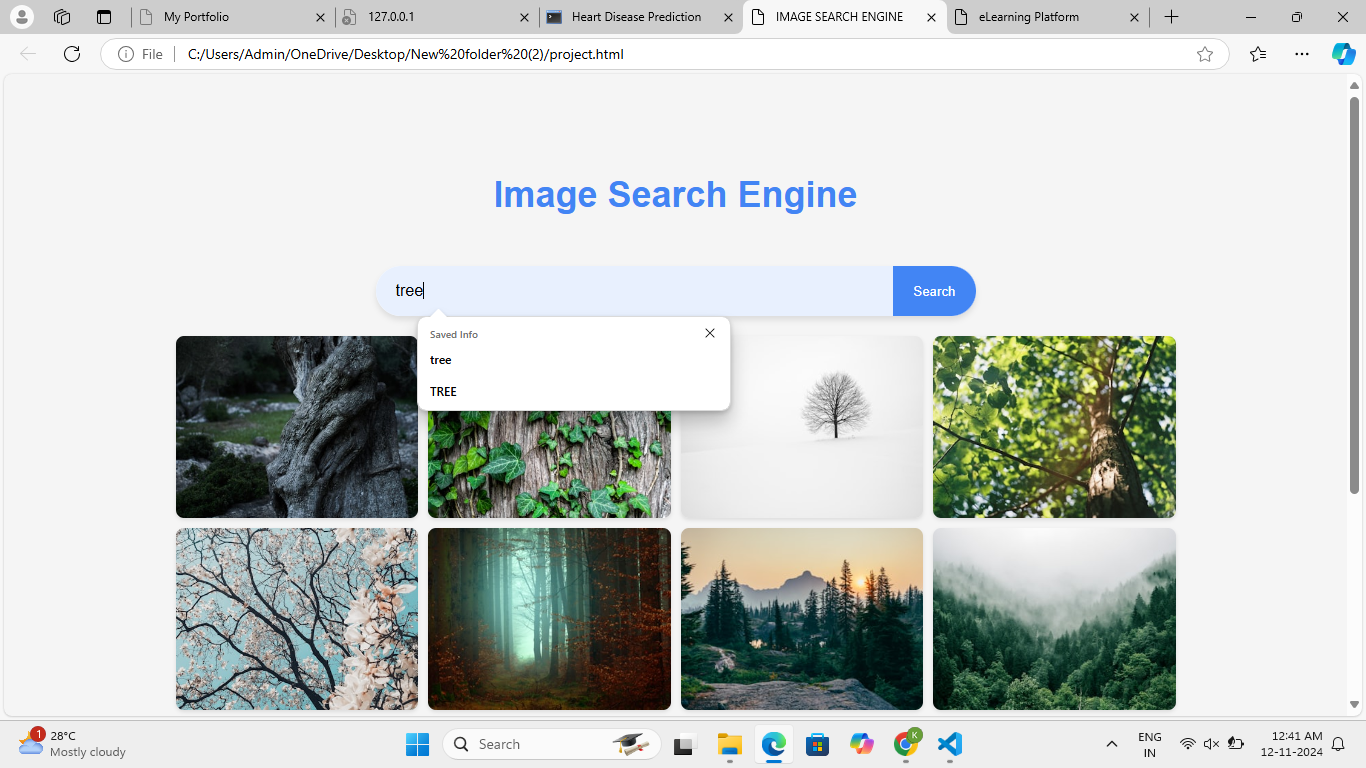 My Portfolio
127.0.0.1
Heart Disease Prediction
IMAGE SEARCH ENGINE
eLearning Platform
File
C:/Users/Admin/OneDrive/Desktop/New%20folder%20(2)/project.html
Image Search Engine
tree
Search
Saved Info
tree
TREE
1
28°C
Mostly cloudy
Search
K
ENG
IN
12:41 AM
12-11-2024